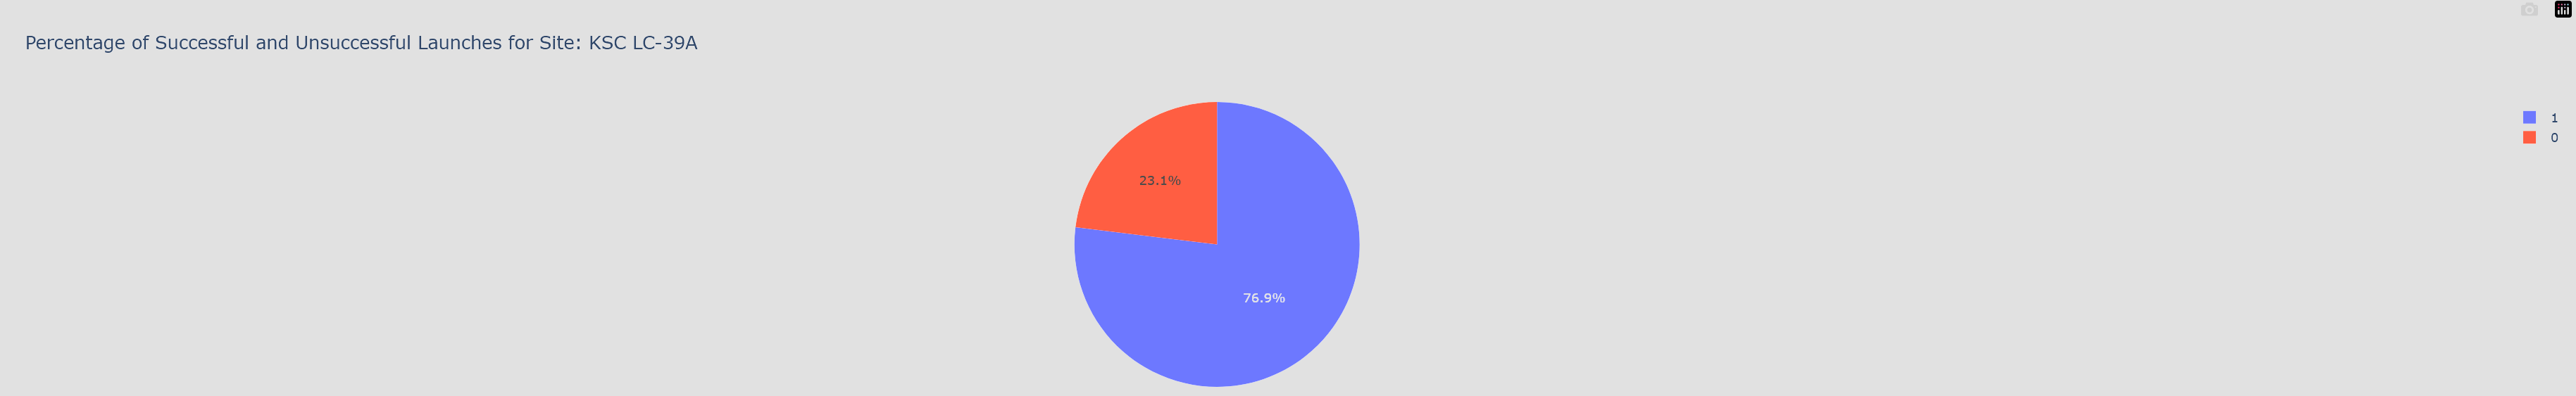 Percentage of Successful and Unsuccessful Launches for Site: KSC LC-39A
1
0
23.1%
76.9%